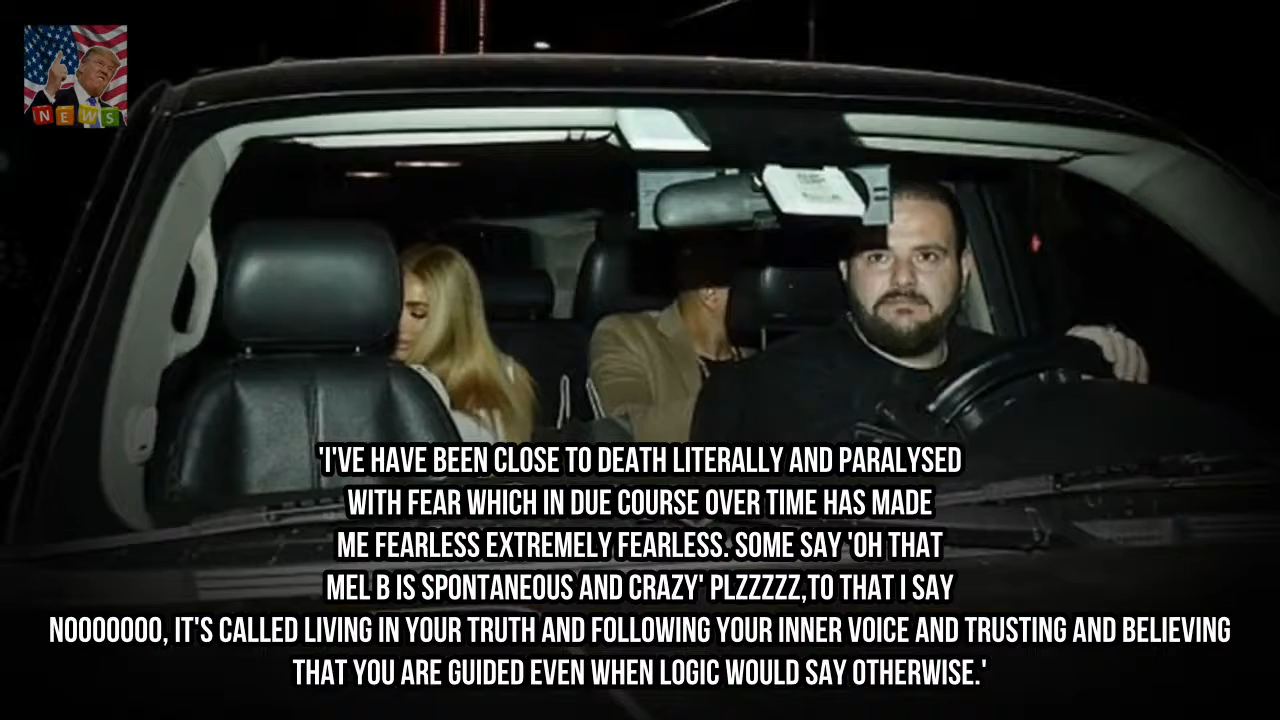 NEWS
'I'VE HAVE BEEN CLOSE TO DEATH LITERALLY AND PARALYSED
WITH FEAR WHICH IN DUE COURSE OVER TIME HAS MADE
ME FEARLESS EXTREMELY FEARLESS. SOME SAY 'OH THAT
MEL B IS SPONTANEOUS AND CRAZY' PLZZZZZ,TO THAT I SAY
NOOOOOOO, IT'S CALLED LIVING IN YOUR TRUTH AND FOLLOWING YOUR INNER VOICE AND TRUSTING AND BELIEVING
THAT YOU ARE GUIDED EVEN WHEN LOGIC WOULD SAY OTHERWISE.'